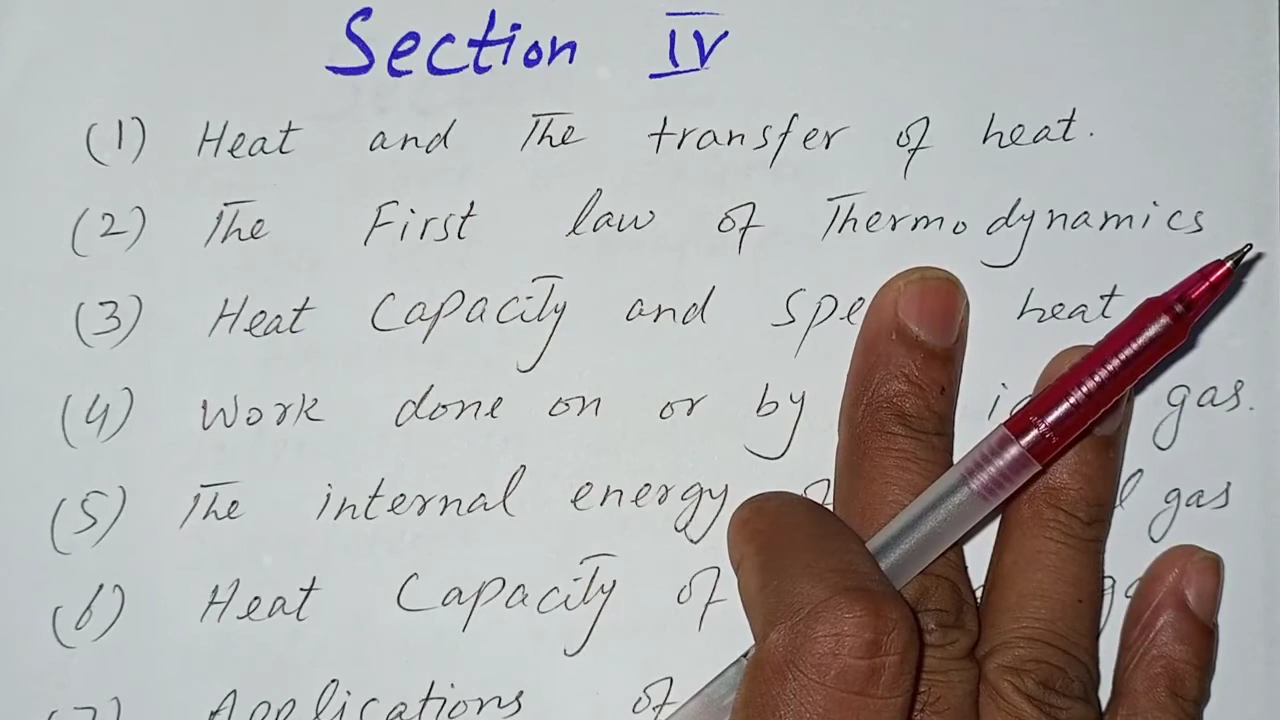 Section IV
(1) Heat and The transfer of heat.
(2) The First law of Thermodynamics
(3) Heat Capacity and spe heat
(4) Work done on or by gas.
(5) The internal energy gas
(6) Heat Capacity of
Applications of